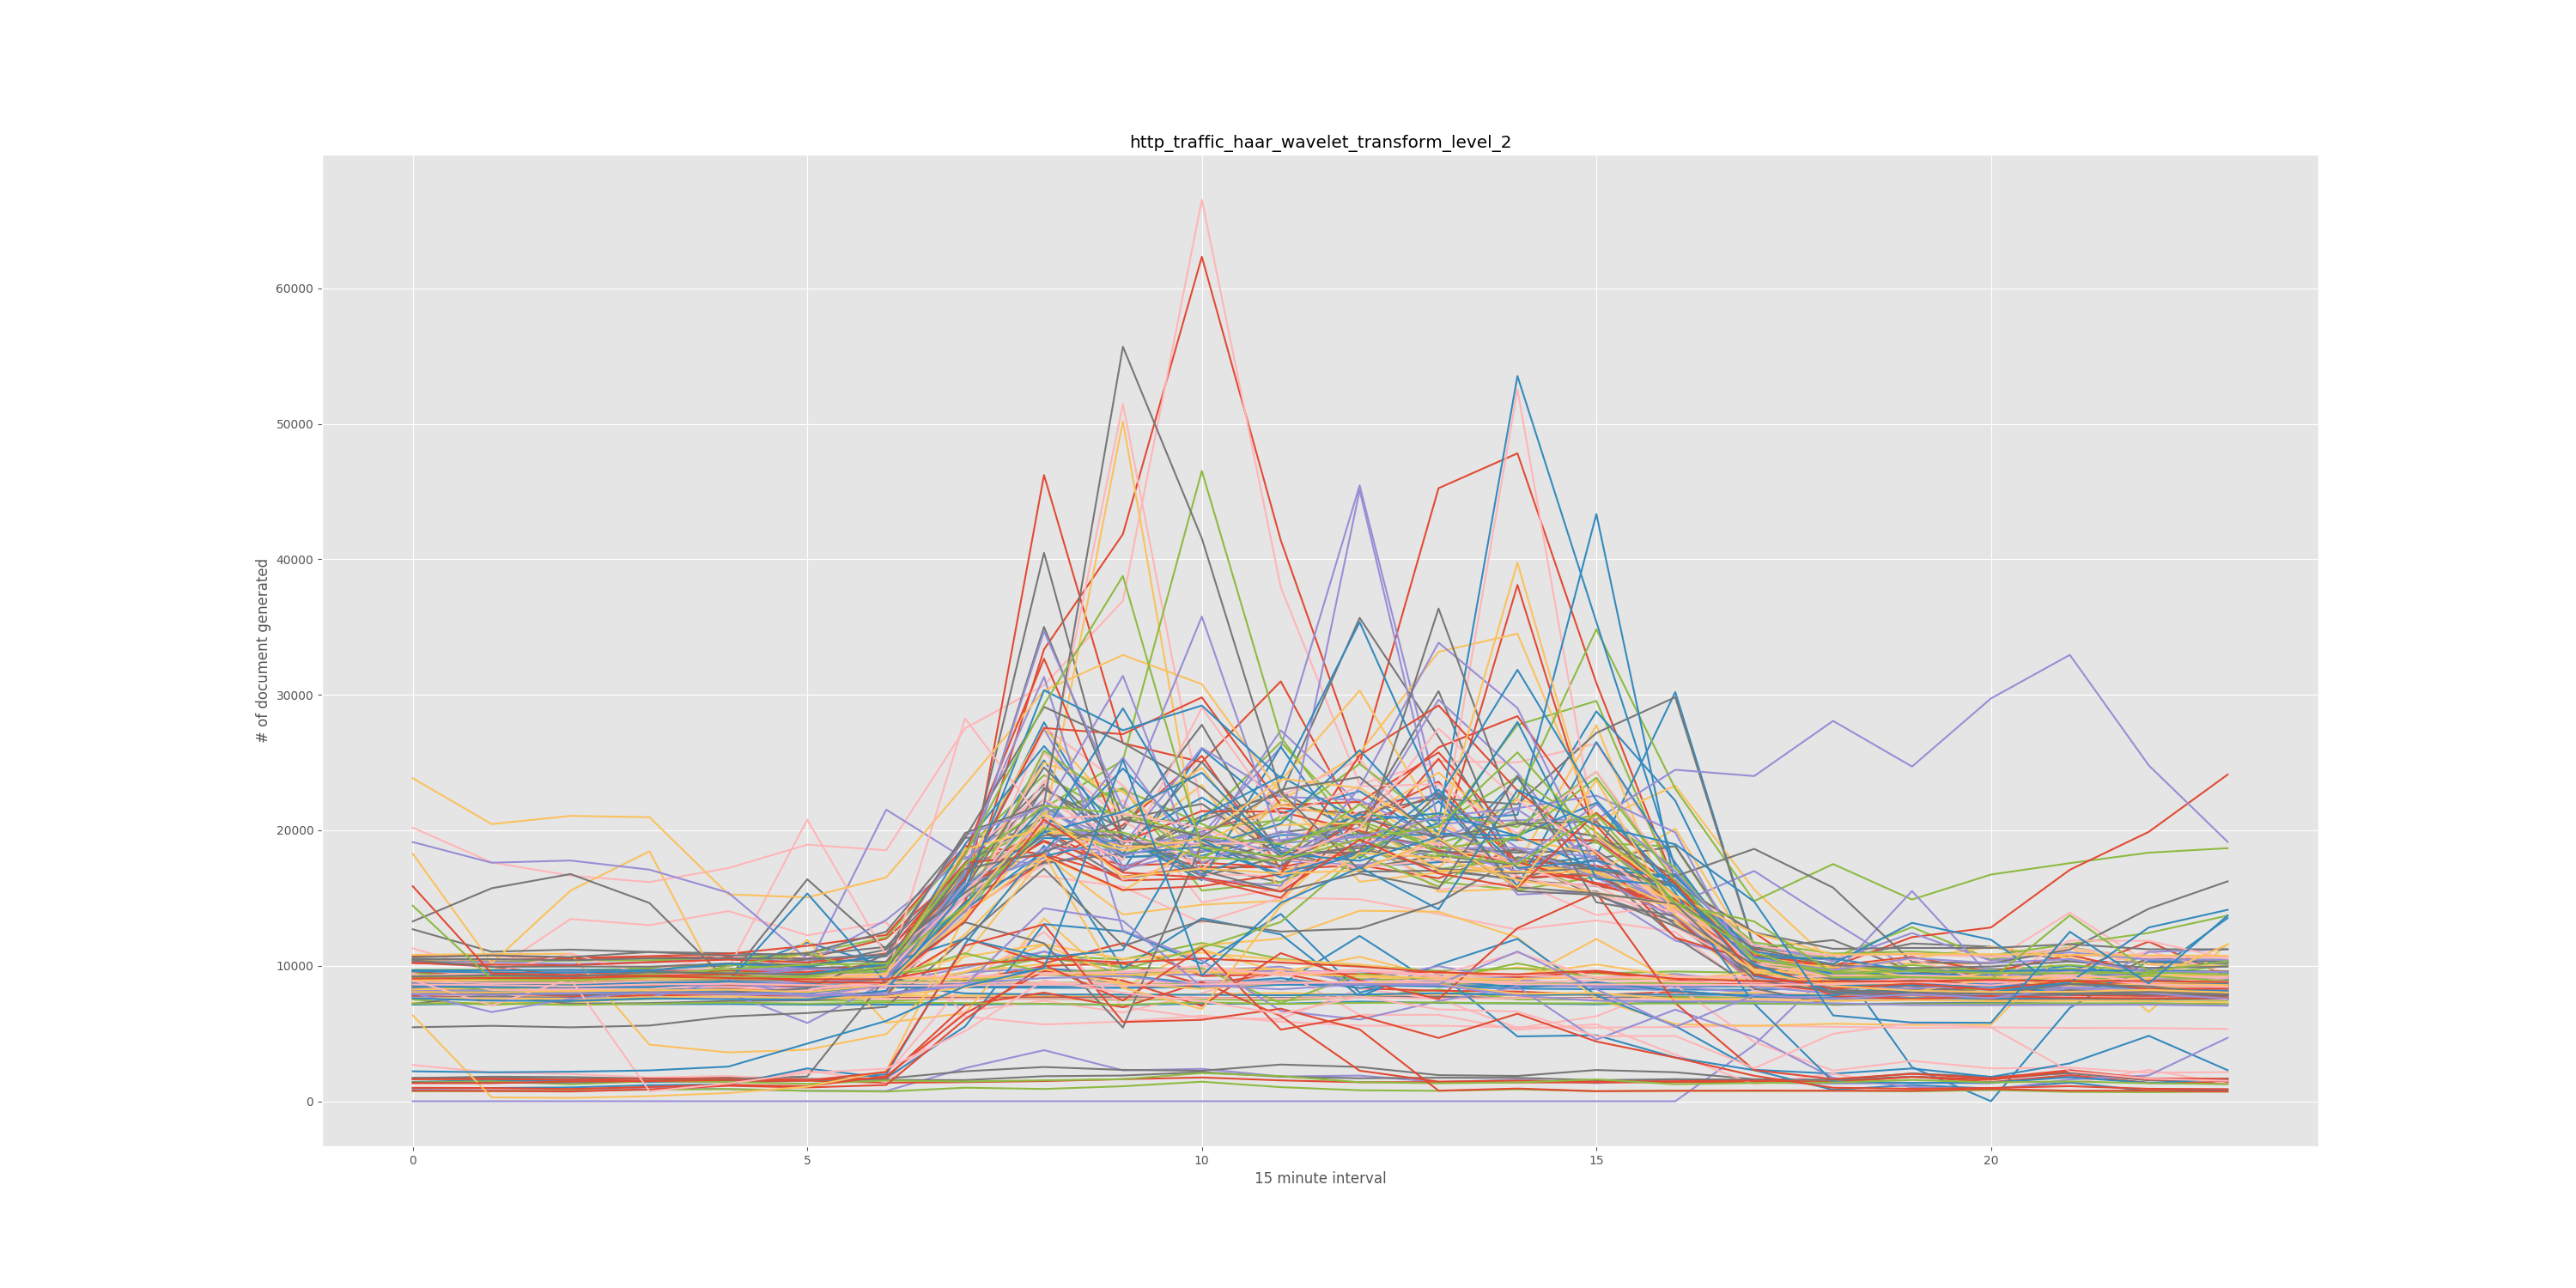 http_traffic_haar_wavelet_transform_level_2
# of document generated
60000
50000
40000
30000
20000
10000
0
0 5 10 15 20
15 minute interval